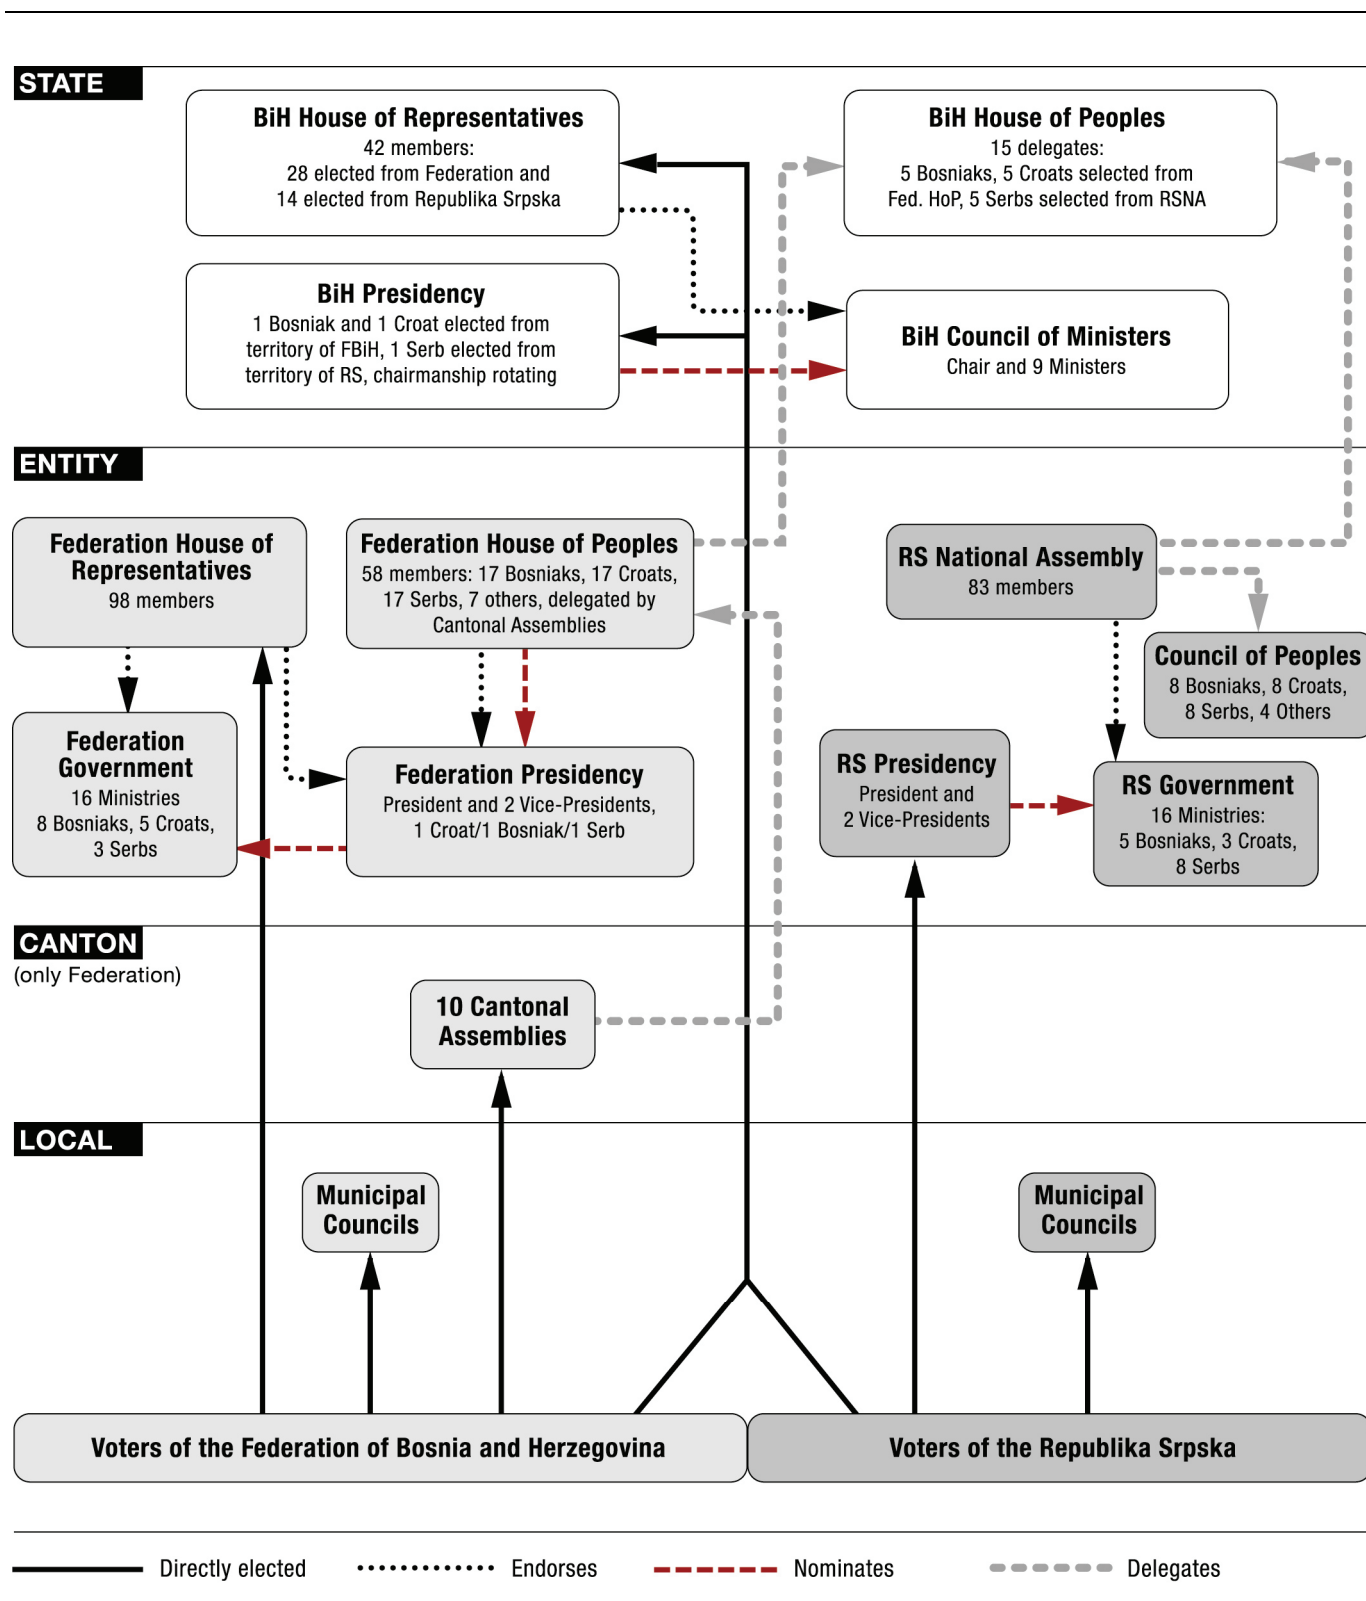 STATE
BiH House of Representatives
42 members:
28 elected from Federation and
14 elected from Republika Srpska
BiH House of Peoples
15 delegates:
5 Bosniaks, 5 Croats selected from
Fed. HoP, 5 Serbs selected from RSNA
BiH Presidency
1 Bosniak and 1 Croat elected from
territory of FBiH, 1 Serb elected from
territory of RS, chairmanship rotating
BiH Council of Ministers
Chair and 9 Ministers
ENTITY
Federation House of
Representatives
98 members
Federation House of Peoples
58 members: 17 Bosniaks, 17 Croats,
17 Serbs, 7 others, delegated by
Cantonal Assemblies
RS National Assembly
83 members
Council of Peoples
8 Bosniaks, 8 Croats,
8 Serbs, 4 Others
Federation
Government
16 Ministries
8 Bosniaks, 5 Croats,
3 Serbs
Federation Presidency
President and 2 Vice-Presidents,
1 Croat/1 Bosniak/1 Serb
RS Presidency
President and
2 Vice-Presidents
RS Government
16 Ministries:
5 Bosniaks, 3 Croats,
8 Serbs
CANTON
(only Federation)
10 Cantonal
Assemblies
LOCAL
Municipal
Councils
Municipal
Councils
Voters of the Federation of Bosnia and Herzegovina
Voters of the Republika Srpska
Directly elected
Endorses
Nominates
Delegates